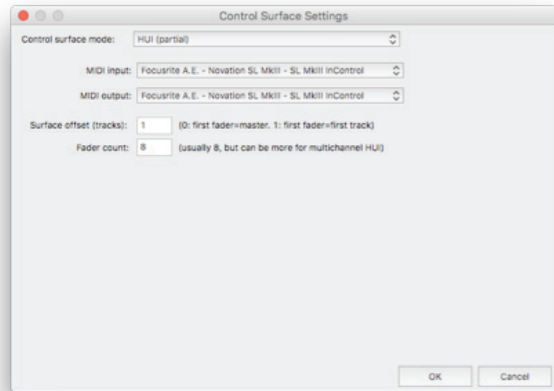 Control Surface Settings
Control surface mode: HUI (partial)
MIDI input: Focusrite A.E. - Novation SL MkIII - SL MkIII InControl
MIDI output: Focusrite A.E. - Novation SL MkIII - SL MkIII InControl
Surface offset (tracks): 1 (0: first fader=master, 1: first fader=first track)
Fader count: 8 (usually 8, but can be more for multichannel HUI)
OK Cancel